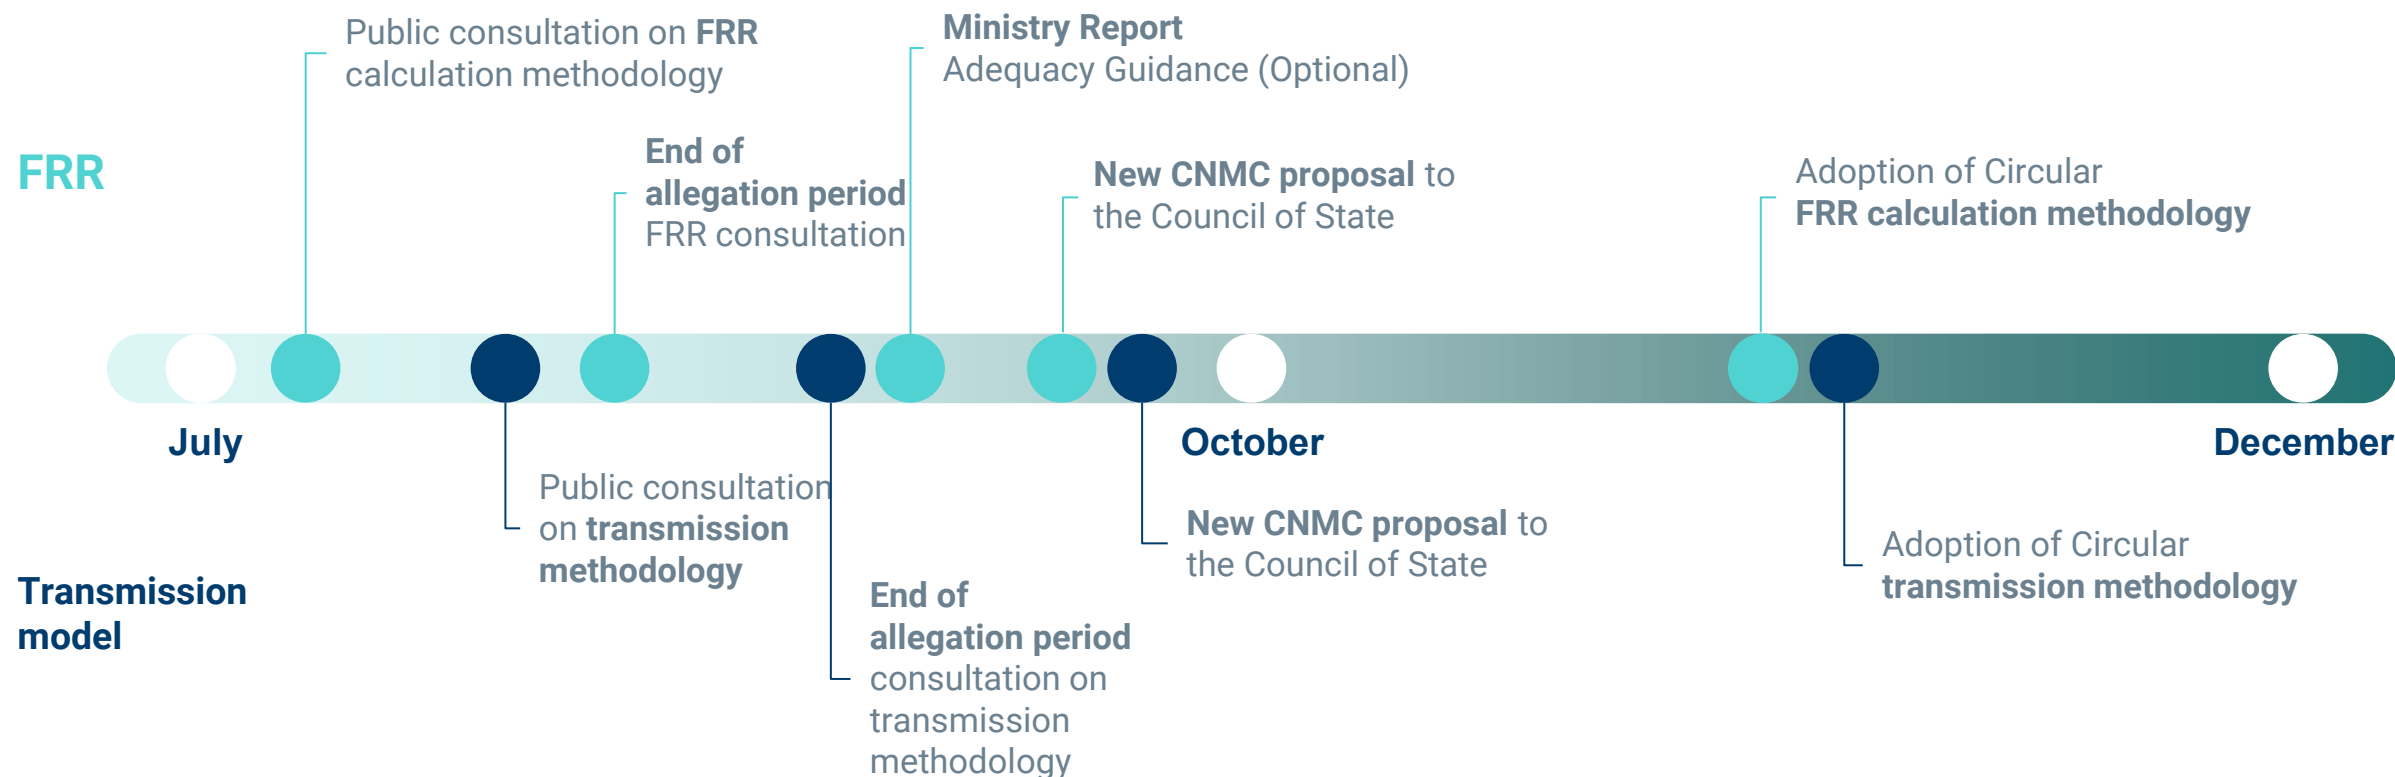 Public consultation on FRR
calculation methodology
Ministry Report
Adequacy Guidance (Optional)
FRR
End of
allegation period
FRR consultation
New CNMC proposal to
the Council of State
Adoption of Circular
FRR calculation methodology
July
October
December
Public consultation
on transmission
methodology
New CNMC proposal to
the Council of State
Adoption of Circular
transmission methodology
Transmission
model
End of
allegation period
consultation on
transmission
methodology